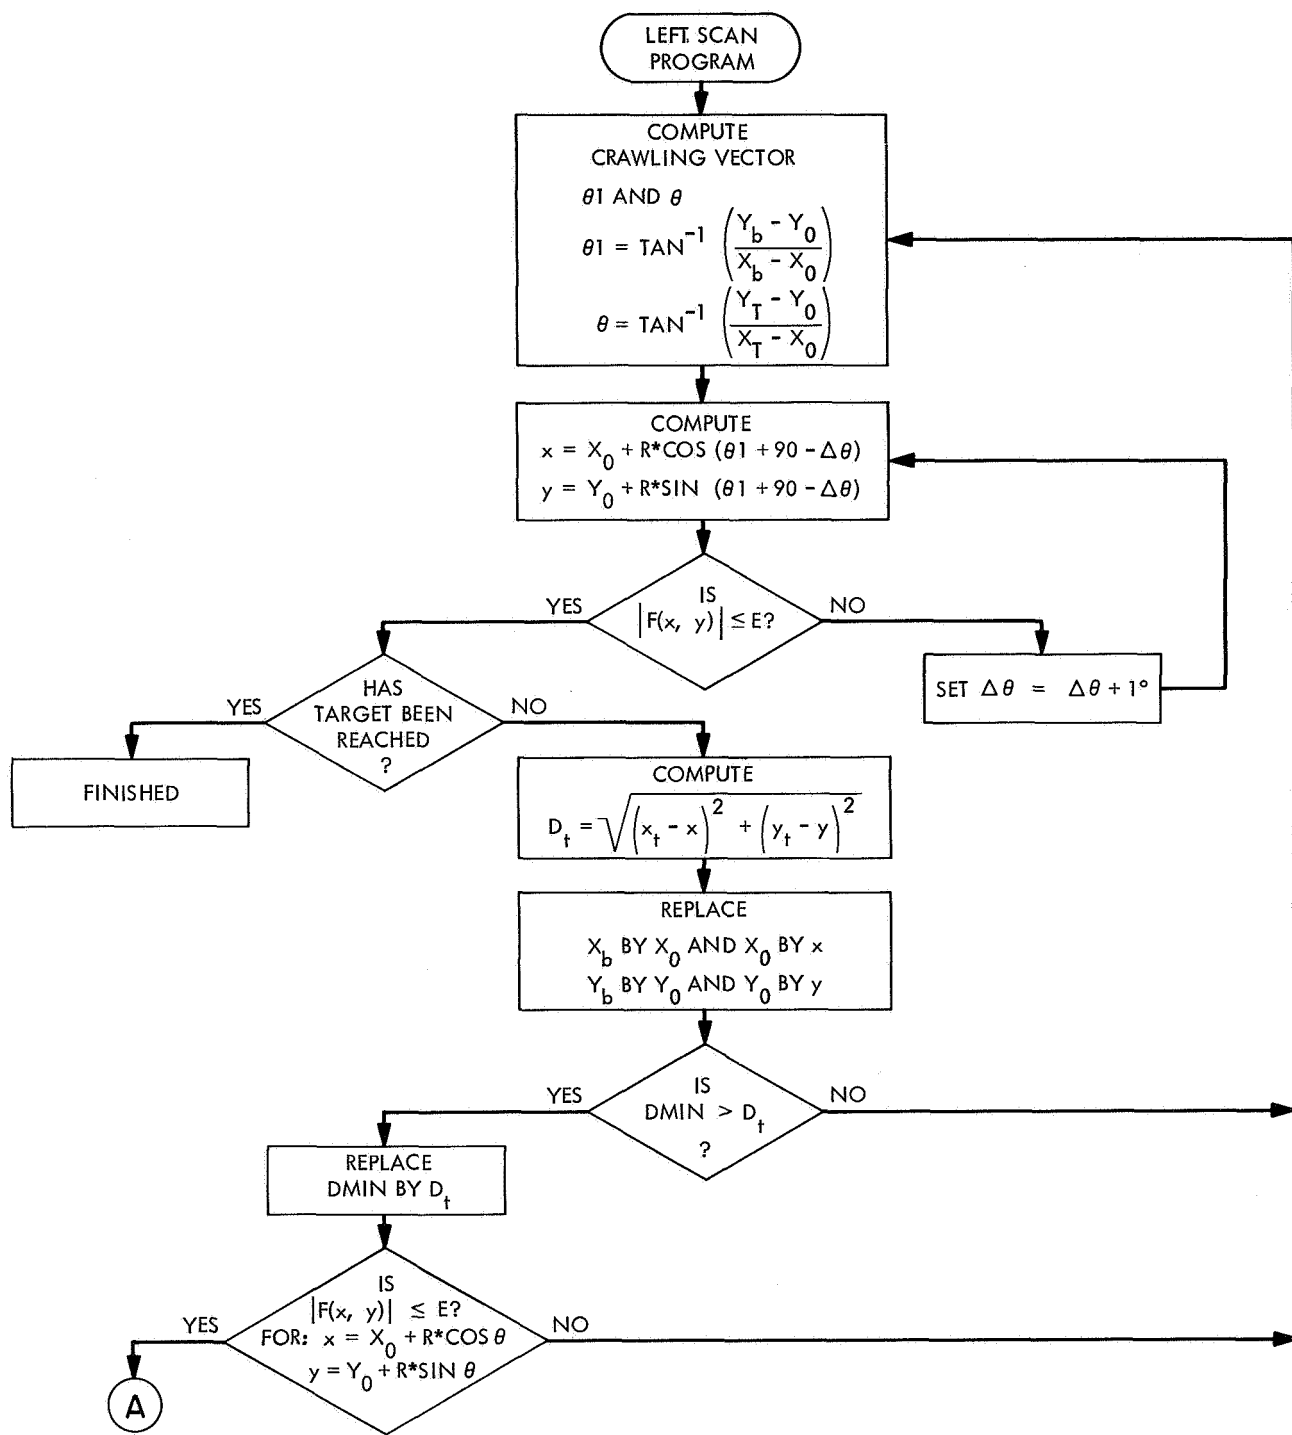 LEFT SCAN
PROGRAM
COMPUTE
CRAWLING VECTOR
θ1 AND θ
θ1 = TAN⁻¹ ((Y_b - Y_0) / (X_b - X_0))
θ = TAN⁻¹ ((Y_T - Y_0) / (X_T - X_0))
COMPUTE
x = X_0 + R*COS (θ1 + 90 - Δθ)
y = Y_0 + R*SIN (θ1 + 90 - Δθ)
IS
|F(x, y)| ≤ E?
YES
NO
SET Δθ = Δθ + 1°
HAS
TARGET BEEN
REACHED
?
YES
NO
FINISHED
COMPUTE
D_t = √((x_t - x)² + (y_t - y)²)
REPLACE
X_b BY X_0 AND X_0 BY x
Y_b BY Y_0 AND Y_0 BY y
IS
DMIN > D_t
?
YES
NO
REPLACE
DMIN BY D_t
IS
|F(x, y)| ≤ E?
FOR: x = X_0 + R*COS θ
y = Y_0 + R*SIN θ
YES
NO
A